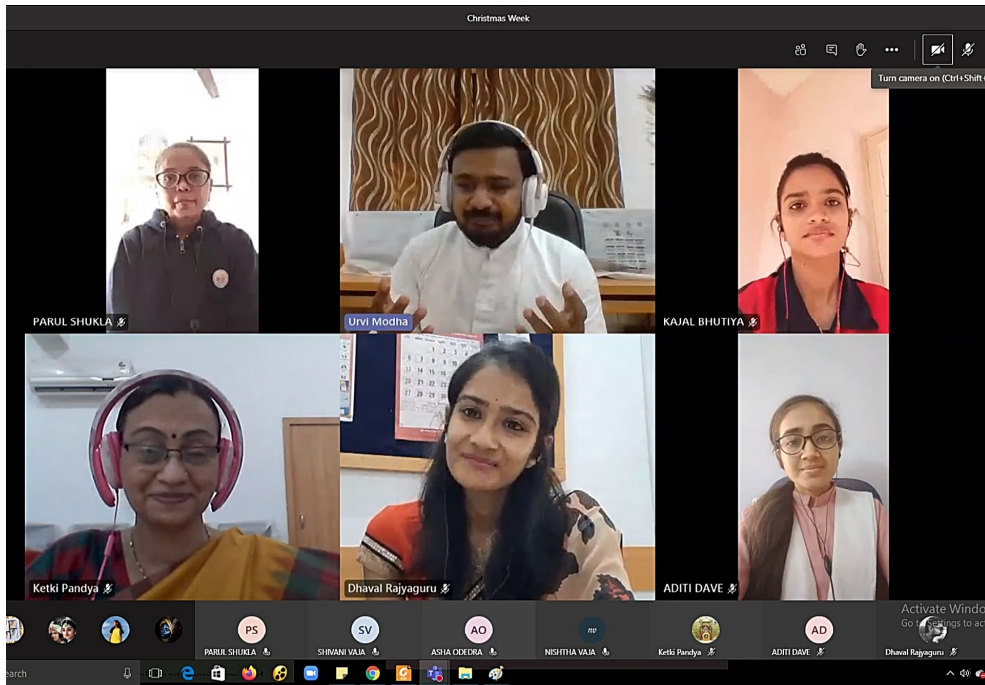 Christmas Week
Turn camera on (Ctrl+Shift+
PARUL SHUKLA
Urvi Modha
KAJAL BHUTIYA
Ketki Pandya
Dhaval Rajyaguru
ADITI DAVE
PS
SV
AO
nv
AD
PARUL SHUKLA
SHIVANI VAJA
ASHA ODEDRA
NISHTHA VAJA
Ketki Pandya
ADITI DAVE
Dhaval Rajyaguru
Activate Windo
Go to Settings to ac
earch